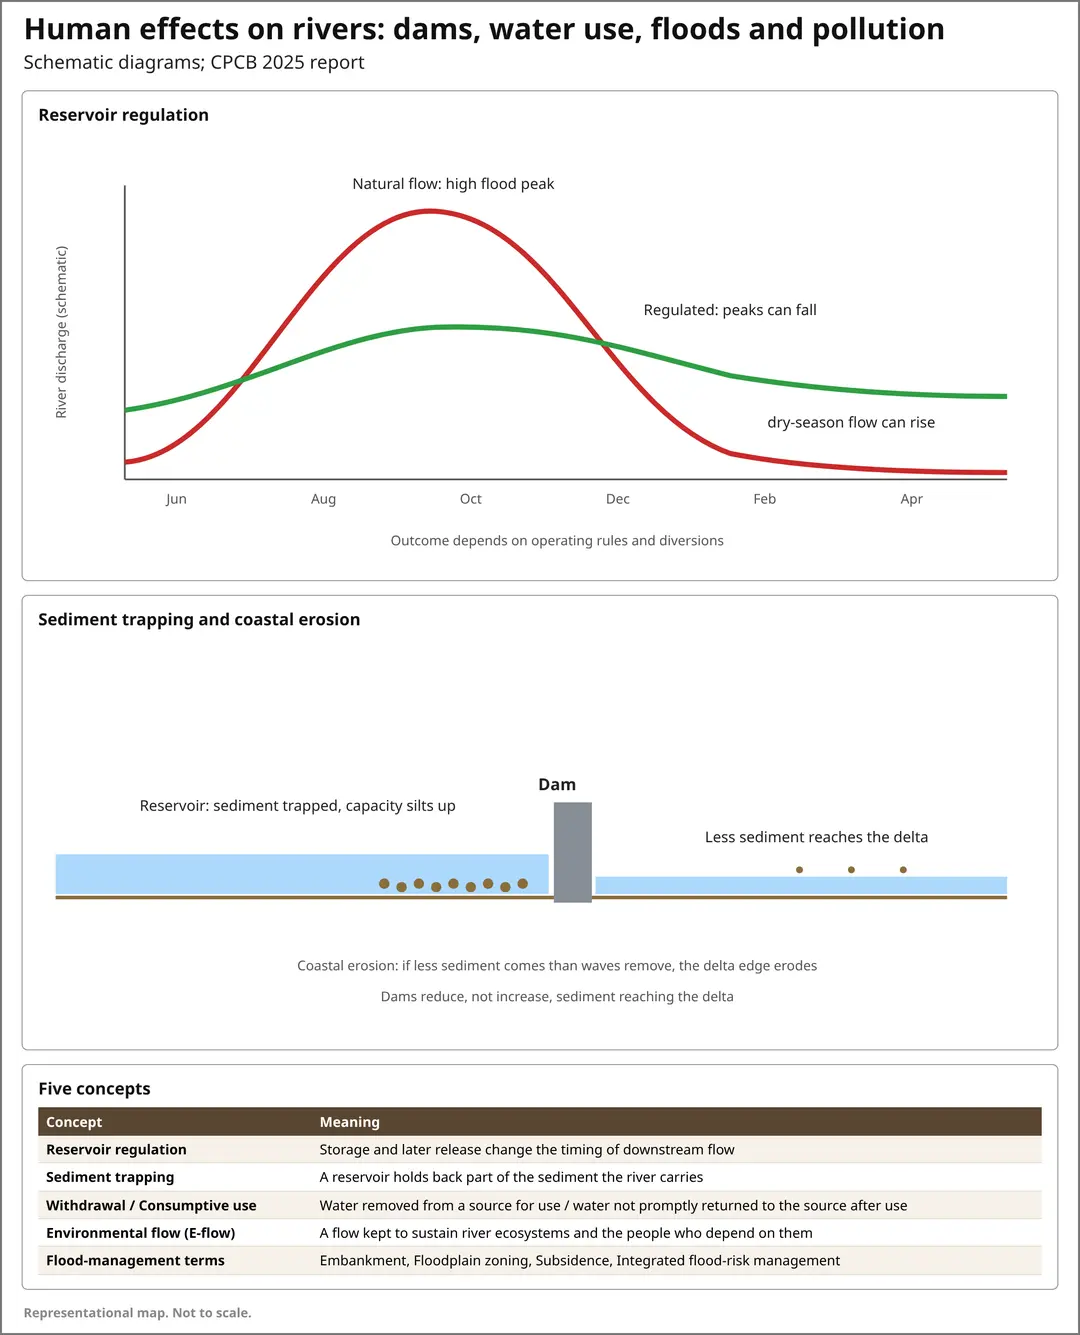 Human effects on rivers: dams, water use, floods and pollution
Schematic diagrams; CPCB 2025 report
Reservoir regulation
Natural flow: high flood peak
Regulated: peaks can fall
dry-season flow can rise
River discharge (schematic)
Jun Aug Oct Dec Feb Apr
Outcome depends on operating rules and diversions
Sediment trapping and coastal erosion
Dam
Reservoir: sediment trapped, capacity silts up
Less sediment reaches the delta
Coastal erosion: if less sediment comes than waves remove, the delta edge erodes
Dams reduce, not increase, sediment reaching the delta
Five concepts
Concept Meaning
Reservoir regulation Storage and later release change the timing of downstream flow
Sediment trapping A reservoir holds back part of the sediment the river carries
Withdrawal / Consumptive use Water removed from a source for use / water not promptly returned to the source after use
Environmental flow (E-flow) A flow kept to sustain river ecosystems and the people who depend on them
Flood-management terms Embankment, Floodplain zoning, Subsidence, Integrated flood-risk management
Representational map. Not to scale.